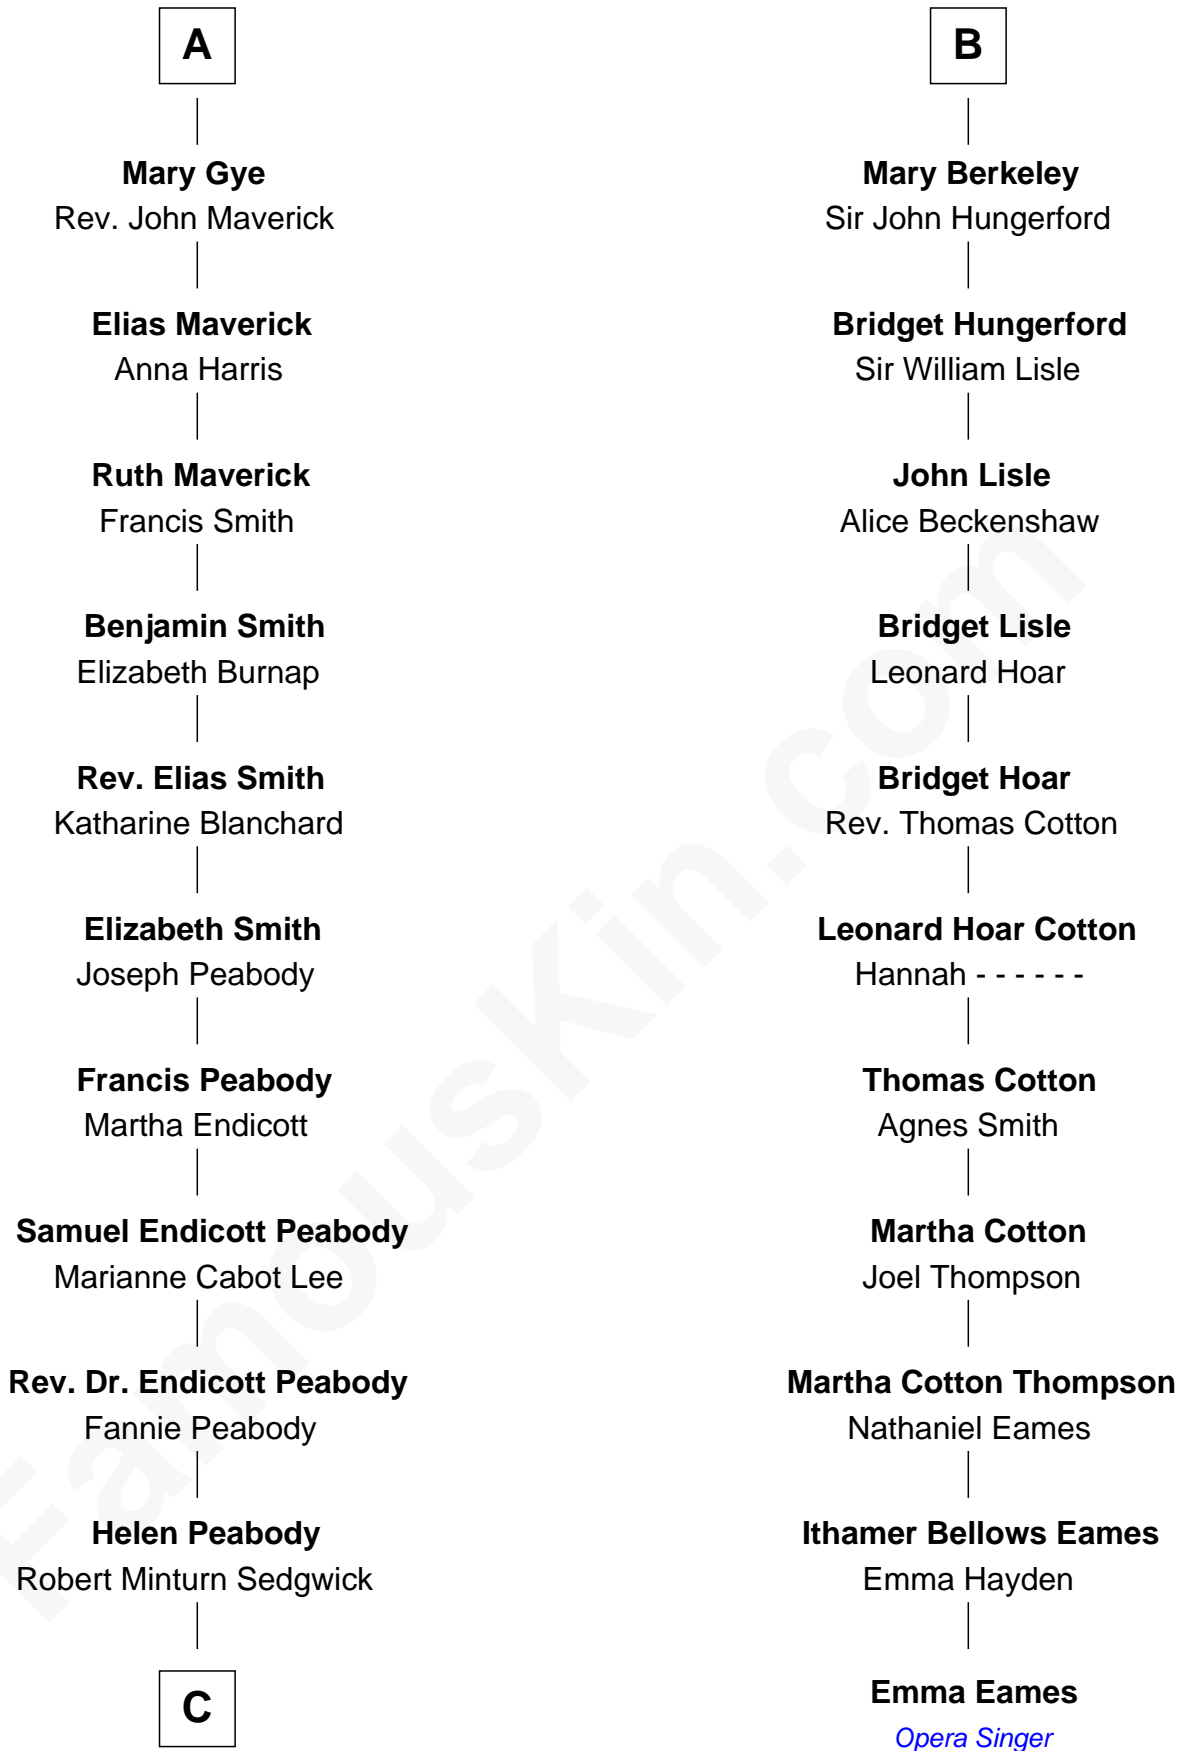 A
Mary Gye
Rev. John Maverick
Elias Maverick
Anna Harris
Ruth Maverick
Francis Smith
Benjamin Smith
Elizabeth Burnap
Rev. Elias Smith
Katharine Blanchard
Elizabeth Smith
Joseph Peabody
Francis Peabody
Martha Endicott
Samuel Endicott Peabody
Marianne Cabot Lee
Rev. Dr. Endicott Peabody
Fannie Peabody
Helen Peabody
Robert Minturn Sedgwick
C
B
Mary Berkeley
Sir John Hungerford
Bridget Hungerford
Sir William Lisle
John Lisle
Alice Beckenshaw
Bridget Lisle
Leonard Hoar
Bridget Hoar
Rev. Thomas Cotton
Leonard Hoar Cotton
Hannah - - - - - -
Thomas Cotton
Agnes Smith
Martha Cotton
Joel Thompson
Martha Cotton Thompson
Nathaniel Eames
Ithamer Bellows Eames
Emma Hayden
Emma Eames
Opera Singer
FamousKin.com